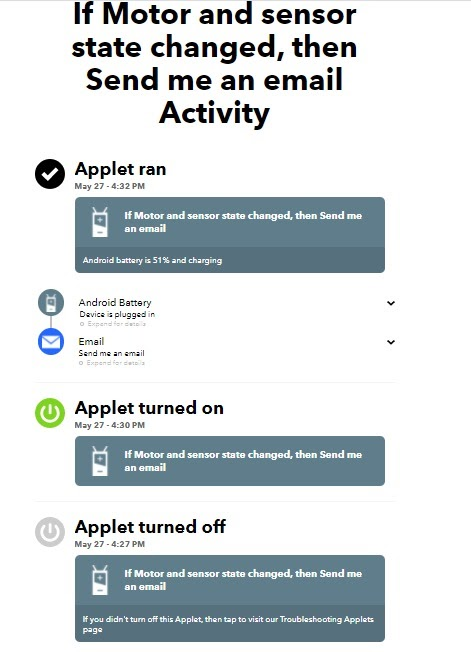 If Motor and sensor
state changed, then
Send me an email
Activity
Applet ran
May 27 - 4:32 PM
If Motor and sensor state changed, then Send me
an email
Android battery is 51% and charging
Android Battery
Device is plugged in
Expand for details
Email
Send me an email
Expand for details
Applet turned on
May 27 - 4:30 PM
If Motor and sensor state changed, then Send me
an email
Applet turned off
May 27 - 4:27 PM
If Motor and sensor state changed, then Send me
an email
If you didn't turn off this Applet, then tap to visit our Troubleshooting Applets
page